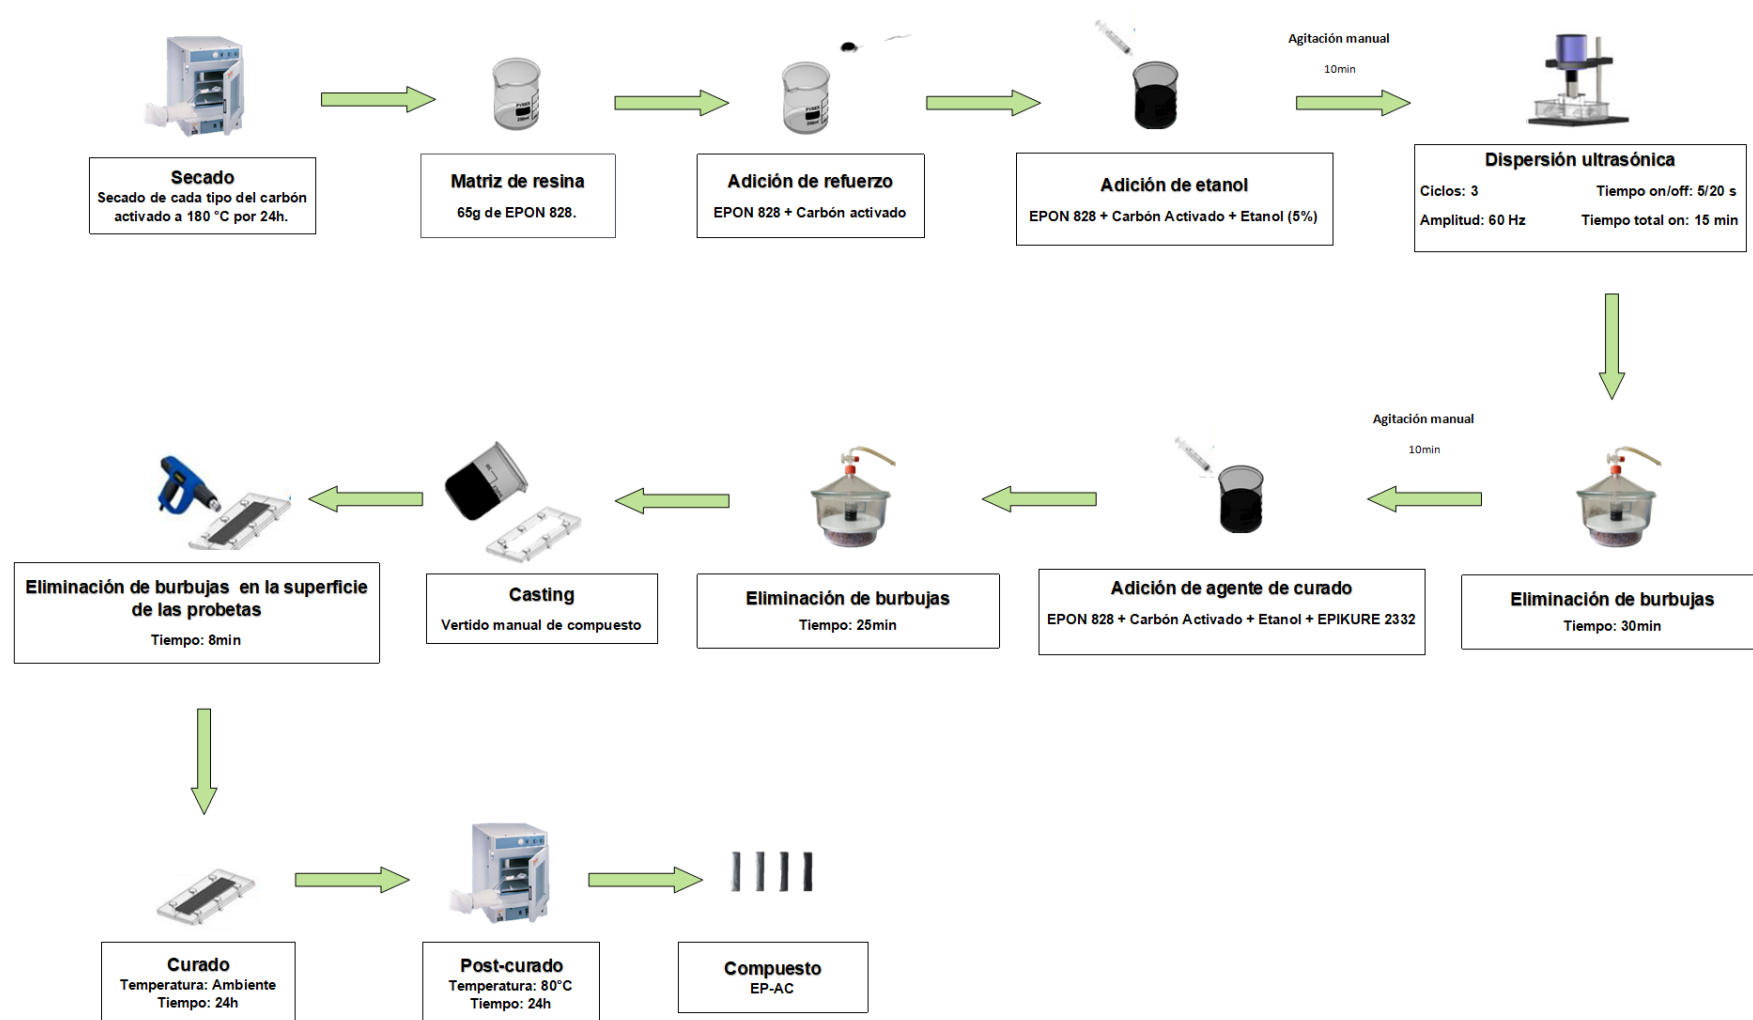 Agitación manual
10min
Secado
Secado de cada tipo del carbón
activado a 180 °C por 24h.
Matriz de resina
65g de EPON 828.
Adición de refuerzo
EPON 828 + Carbón activado
Adición de etanol
EPON 828 + Carbón Activado + Etanol (5%)
Dispersión ultrasónica
Ciclos: 3 Tiempo on/off: 5/20 s
Amplitud: 60 Hz Tiempo total on: 15 min
Agitación manual
10min
Eliminación de burbujas
Tiempo: 30min
Adición de agente de curado
EPON 828 + Carbón Activado + Etanol + EPIKURE 2332
Eliminación de burbujas
Tiempo: 25min
Casting
Vertido manual de compuesto
Eliminación de burbujas en la superficie
de las probetas
Tiempo: 8min
Curado
Temperatura: Ambiente
Tiempo: 24h
Post-curado
Temperatura: 80°C
Tiempo: 24h
Compuesto
EP-AC